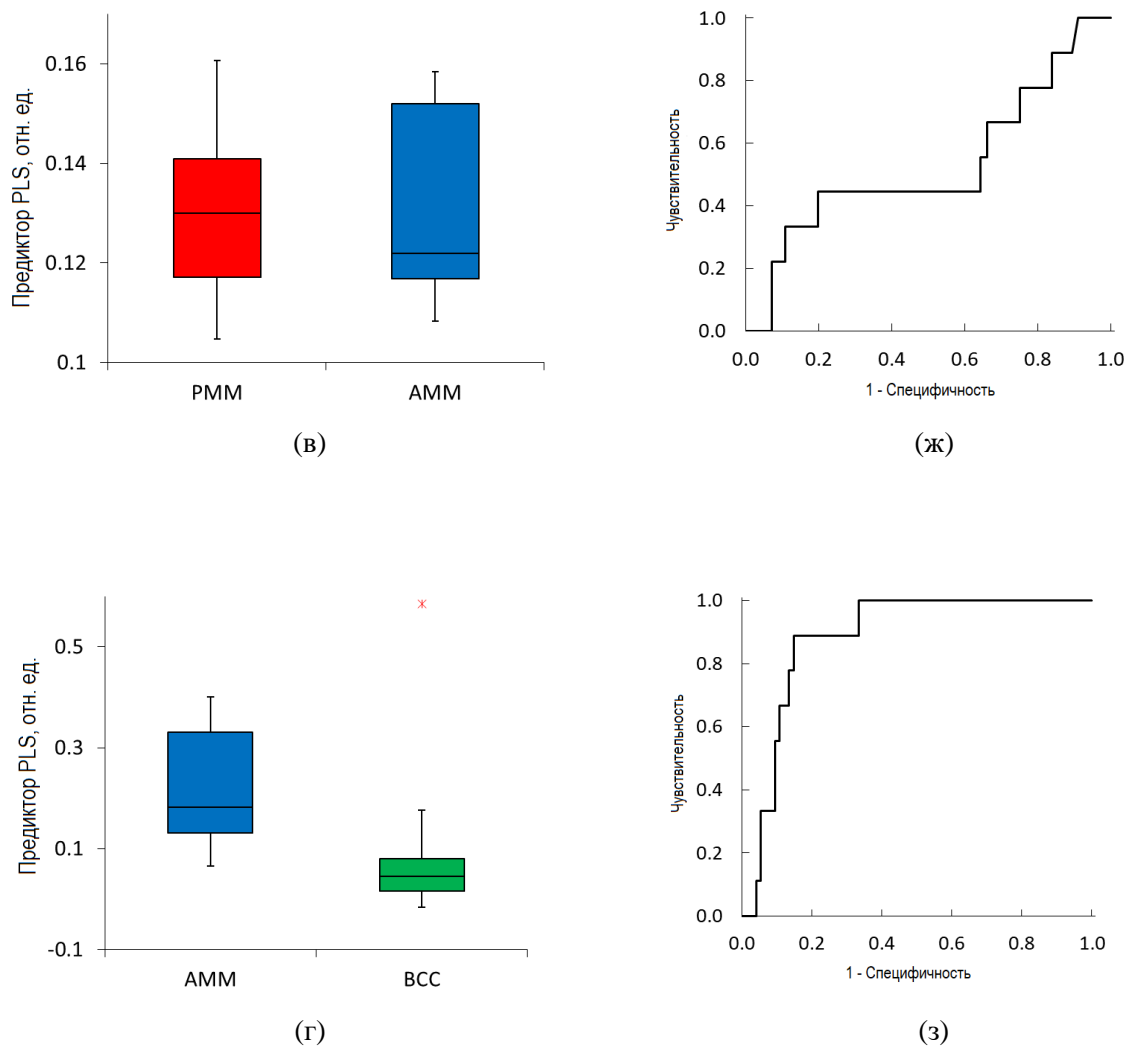 Предиктор PLS, отн. ед.
0.16
0.14
0.12
0.1
PMM
AMM
(в)
Чувствительность
1.0
0.8
0.6
0.4
0.2
0.0
0.0 0.2 0.4 0.6 0.8 1.0
1 - Специфичность
(ж)
Предиктор PLS, отн. ед.
0.5
0.3
0.1
-0.1
AMM
BCC
(г)
Чувствительность
1.0
0.8
0.6
0.4
0.2
0.0
0.0 0.2 0.4 0.6 0.8 1.0
1 - Специфичность
(з)